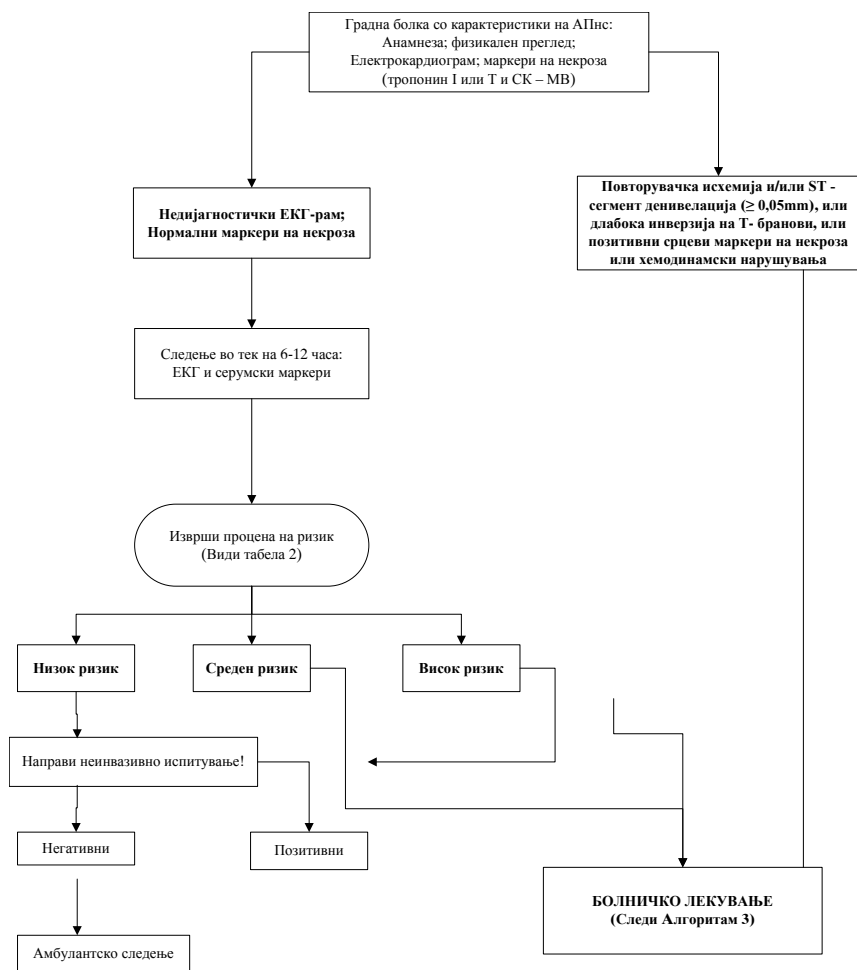 Градна болка со карактеристики на АПнс:
Анамнеза; физикален преглед;
Електрокардиограм; маркери на некроза
(тропонин I или Т и СК – МВ)
Недијагностички ЕКГ-рам;
Нормални маркери на некроза
Повторувачка исхемија и/или ST -
сегмент денивелација (≥ 0,05mm), или
длабока инверзија на Т- бранови, или
позитивни срцеви маркери на некроза
или хемодинамски нарушувања
Следење во тек на 6-12 часа:
ЕКГ и серумски маркери
Изврши процена на ризик
(Види табела 2)
Низок ризик
Среден ризик
Висок ризик
Направи неинвазивно испитување!
Негативни
Позитивни
БОЛНИЧКО ЛЕКУВАЊЕ
(Следи Алгоритам 3)
Амбулантско следење